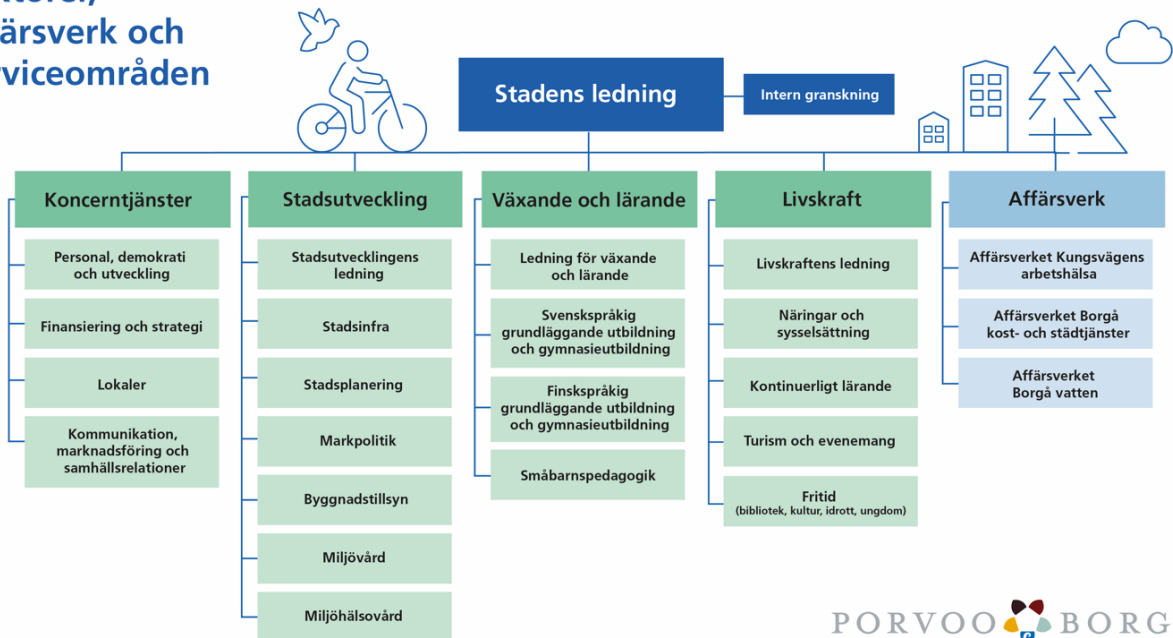 ärsverk och
viceområden
Stadens ledning
Intern granskning
Koncerntjänster
Personal, demokrati
och utveckling
Finansiering och strategi
Lokaler
Kommunikation,
marknadsföring och
samhällsrelationer
Stadsutveckling
Stadsutvecklingens
ledning
Stadsinfra
Stadsplanering
Markpolitik
Byggnadstillsyn
Miljövård
Miljöhälsovård
Växande och lärande
Ledning för växande
och lärande
Svenskspråkig
grundläggande utbildning
och gymnasieutbildning
Finskspråkig
grundläggande utbildning
och gymnasieutbildning
Småbarnspedagogik
Livskraft
Livskraftens ledning
Näringar och
sysselsättning
Kontinuerligt lärande
Turism och evenemang
Fritid
(bibliotek, kultur, idrott, ungdom)
Affärsverk
Affärsverket Kungsvägens
arbetshälsa
Affärsverket Borgå
kost- och städtjänster
Affärsverket
Borgå vatten
PORVOO BORG